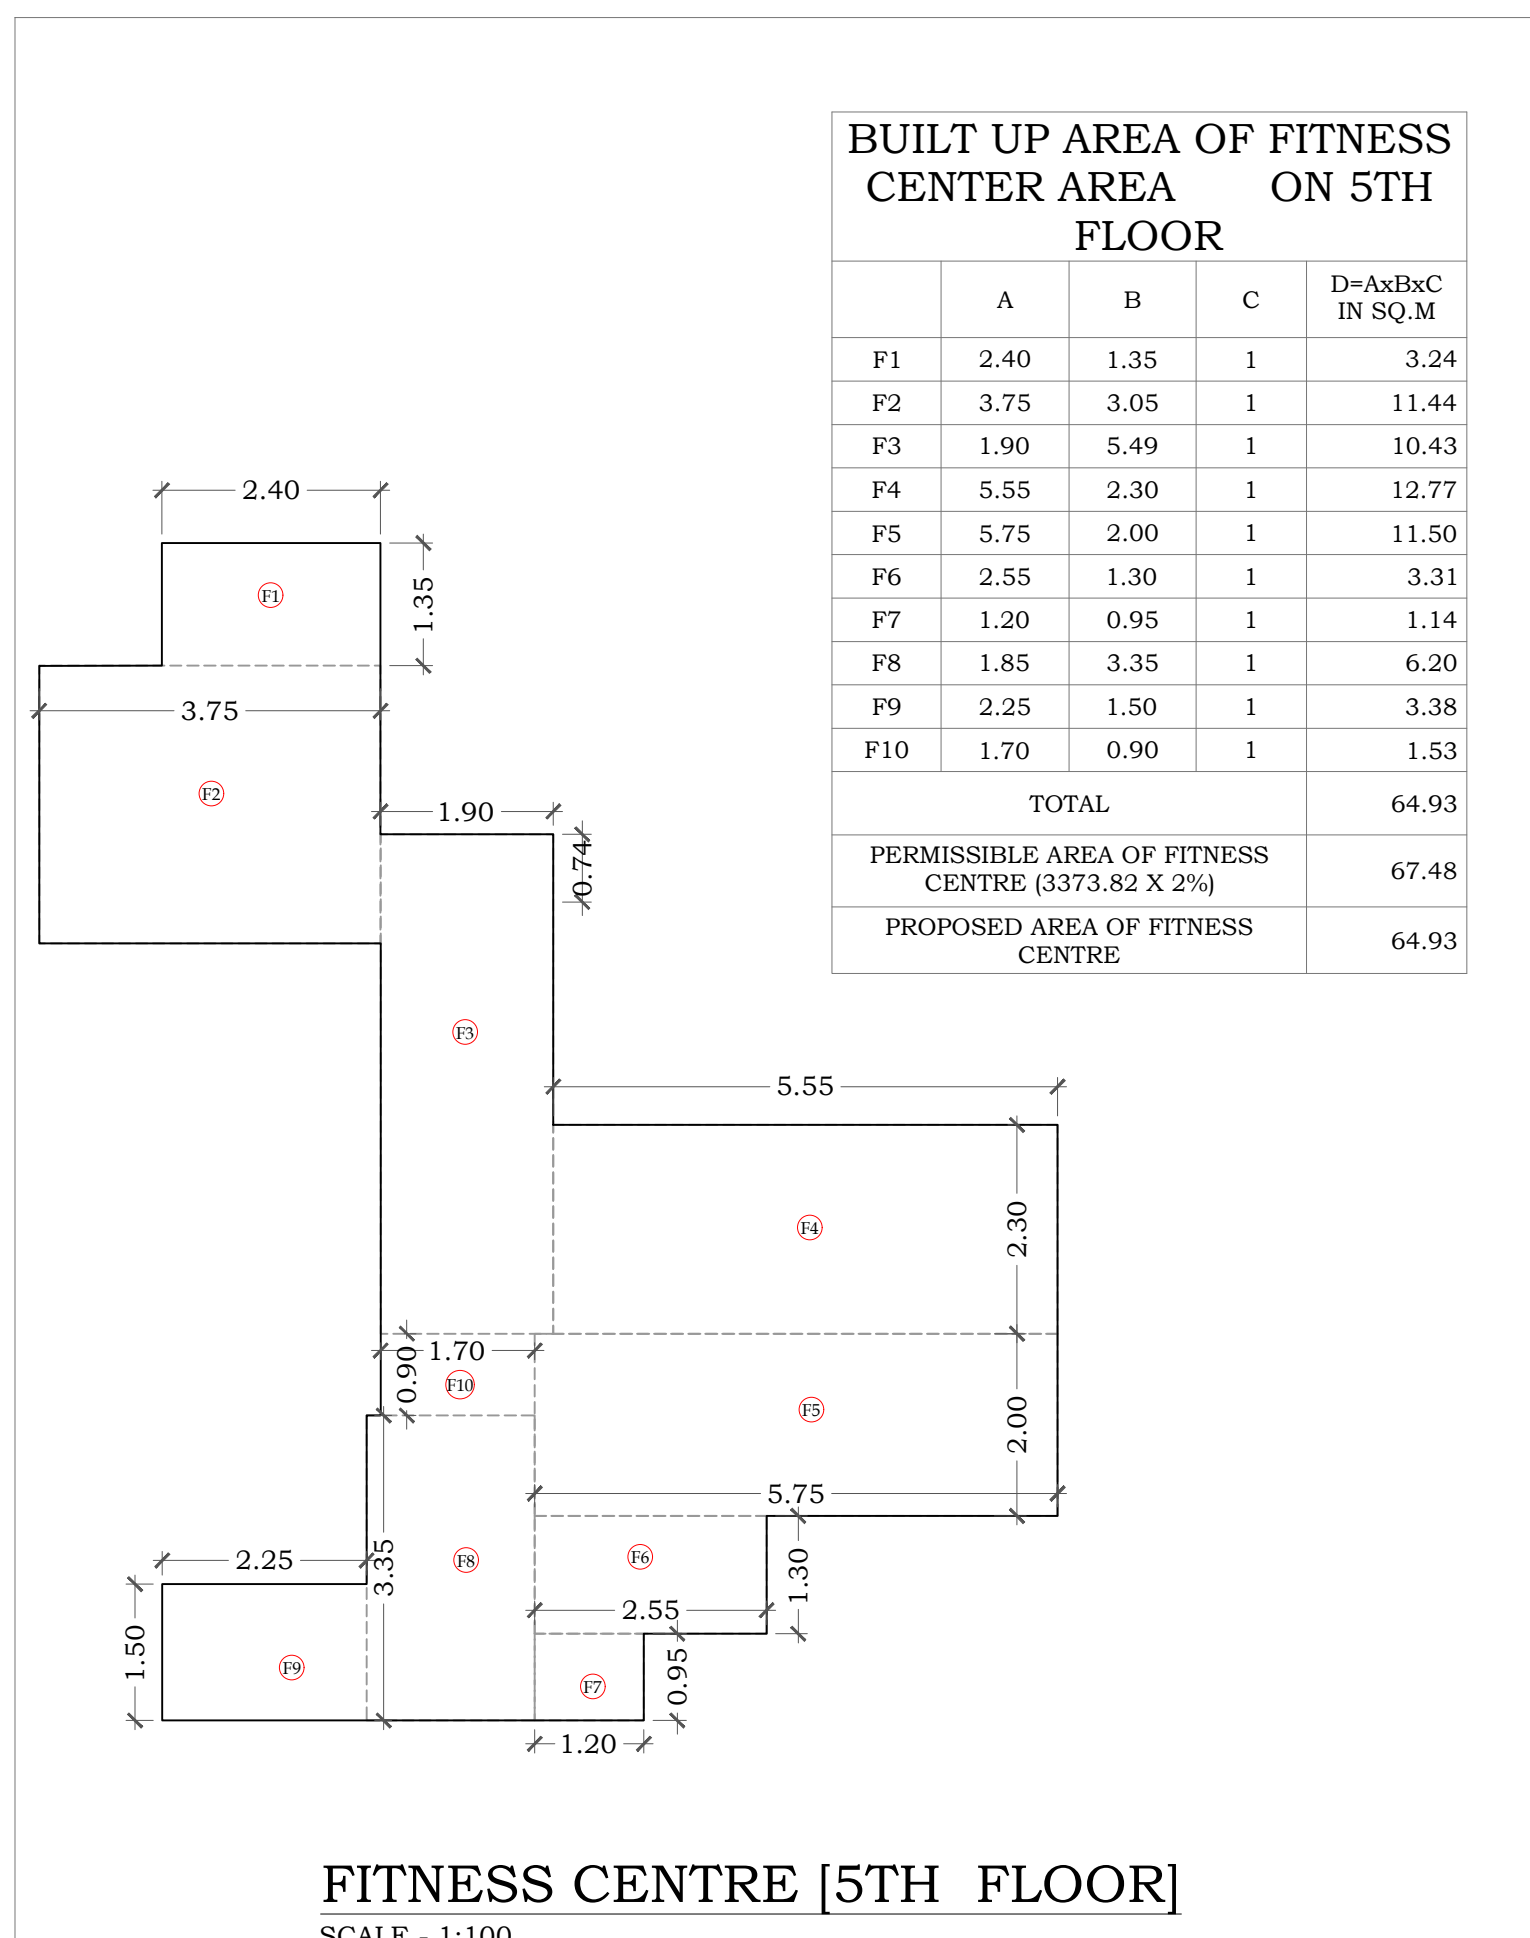 BUILT UP AREA OF FITNESS
CENTER AREA ON 5TH
FLOOR
A B C D=AxBxC
IN SQ.M
F1 2.40 1.35 1 3.24
F2 3.75 3.05 1 11.44
F3 1.90 5.49 1 10.43
F4 5.55 2.30 1 12.77
F5 5.75 2.00 1 11.50
F6 2.55 1.30 1 3.31
F7 1.20 0.95 1 1.14
F8 1.85 3.35 1 6.20
F9 2.25 1.50 1 3.38
F10 1.70 0.90 1 1.53
TOTAL 64.93
PERMISSIBLE AREA OF FITNESS
CENTRE (3373.82 X 2%) 67.48
PROPOSED AREA OF FITNESS
CENTRE 64.93
2.40
F1
1.35
3.75
F2
1.90
0.74
F3
5.55
F4
2.30
0.90
1.70
F10
F5
2.00
5.75
2.25
3.35
F8
F6
1.30
2.55
1.50
F9
F7
0.95
1.20
FITNESS CENTRE [5TH FLOOR]
SCALE - 1:100